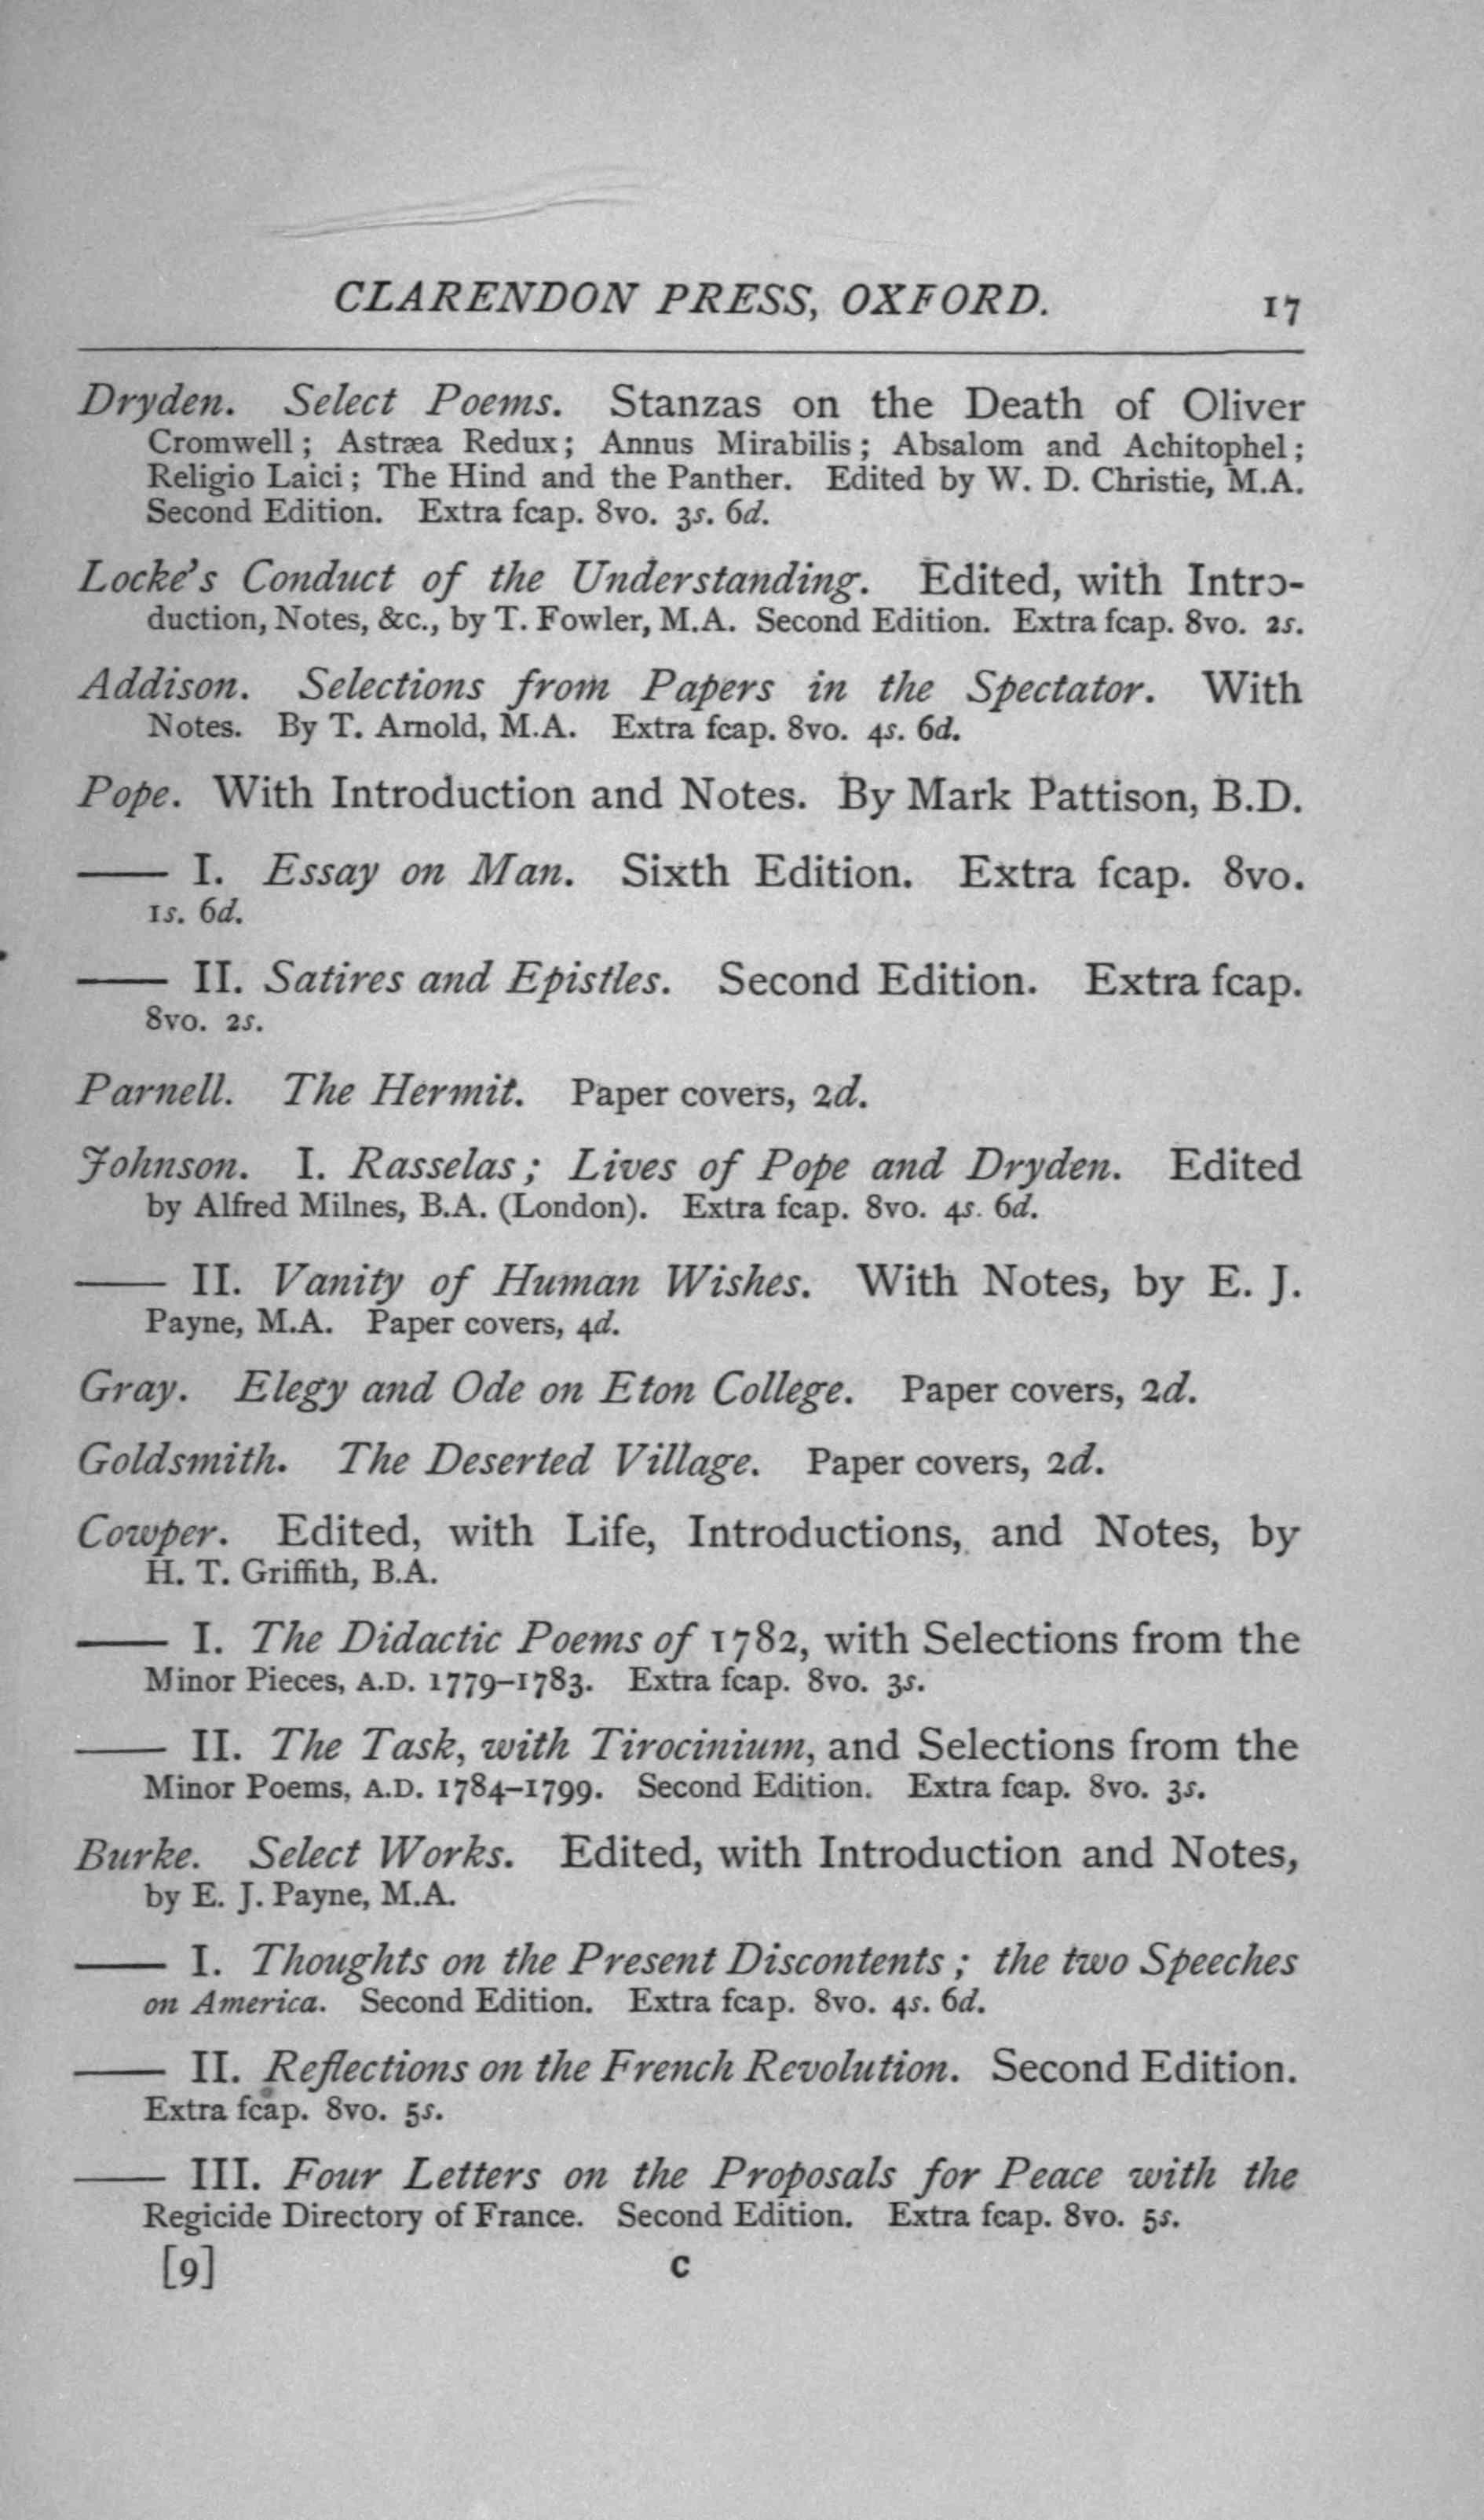 CLARENDON PRESS, OXFORD. 17
Dryden. Select Poems. Stanzas on the Death of Oliver
Cromwell; Astræa Redux; Annus Mirabilis; Absalom and Achitophel;
Religio Laici; The Hind and the Panther. Edited by W. D. Christie, M.A.
Second Edition. Extra fcap. 8vo. 3s. 6d.
Locke's Conduct of the Understanding. Edited, with Intro-
duction, Notes, &c., by T. Fowler, M.A. Second Edition. Extra fcap. 8vo. 2s.
Addison. Selections from Papers in the Spectator. With
Notes. By T. Arnold, M.A. Extra fcap. 8vo. 4s. 6d.
Pope. With Introduction and Notes. By Mark Pattison, B.D.
—— I. Essay on Man. Sixth Edition. Extra fcap. 8vo.
1s. 6d.
—— II. Satires and Epistles. Second Edition. Extra fcap.
8vo. 2s.
Parnell. The Hermit. Paper covers, 2d.
Johnson. I. Rasselas; Lives of Pope and Dryden. Edited
by Alfred Milnes, B.A. (London). Extra fcap. 8vo. 4s. 6d.
—— II. Vanity of Human Wishes. With Notes, by E. J.
Payne, M.A. Paper covers, 4d.
Gray. Elegy and Ode on Eton College. Paper covers, 2d.
Goldsmith. The Deserted Village. Paper covers, 2d.
Cowper. Edited, with Life, Introductions, and Notes, by
H. T. Griffith, B.A.
—— I. The Didactic Poems of 1782, with Selections from the
Minor Pieces, A.D. 1779–1783. Extra fcap. 8vo. 3s.
—— II. The Task, with Tirocinium, and Selections from the
Minor Poems, A.D. 1784–1799. Second Edition. Extra fcap. 8vo. 3s.
Burke. Select Works. Edited, with Introduction and Notes,
by E. J. Payne, M.A.
—— I. Thoughts on the Present Discontents; the two Speeches
on America. Second Edition. Extra fcap. 8vo. 4s. 6d.
—— II. Reflections on the French Revolution. Second Edition.
Extra fcap. 8vo. 5s.
—— III. Four Letters on the Proposals for Peace with the
Regicide Directory of France. Second Edition. Extra fcap. 8vo. 5s.
[9] C